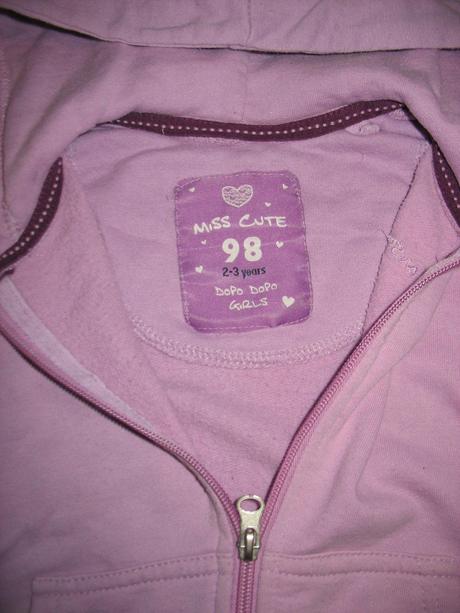 MISS CUTE
98
2-3 years
DOPO DOPO
GIRLS